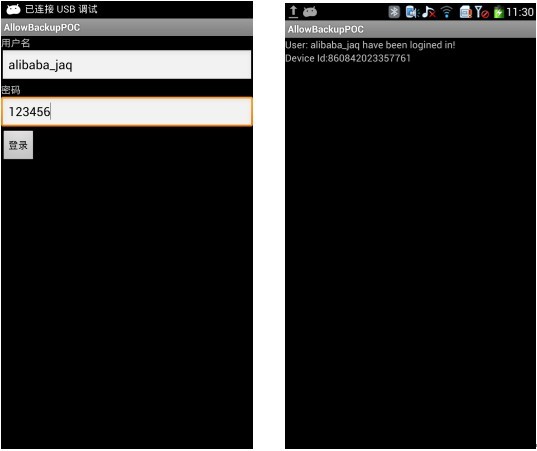 已连接 USB 调试
AllowBackupPOC
用户名
alibaba_jaq
密码
123456
登录
11:30
AllowBackupPOC
User: alibaba_jaq have been logined in!
Device Id:860842023357761